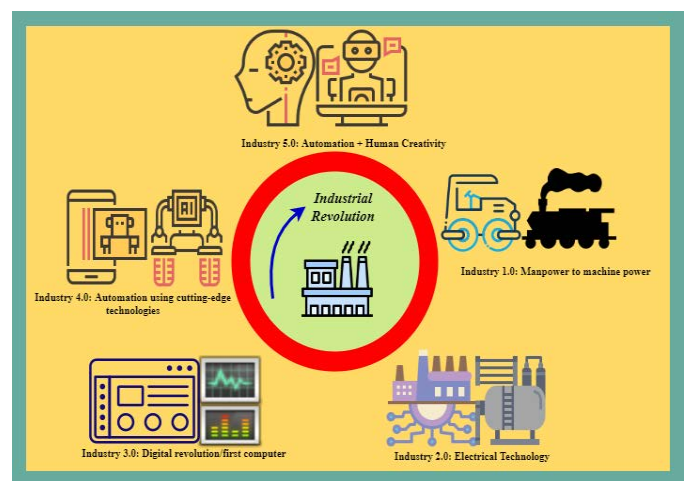 Industry 5.0: Automation + Human Creativity
Industrial
Revolution
Industry 1.0: Manpower to machine power
AI
Industry 4.0: Automation using cutting-edge
technologies
Industry 3.0: Digital revolution/first computer
Industry 2.0: Electrical Technology